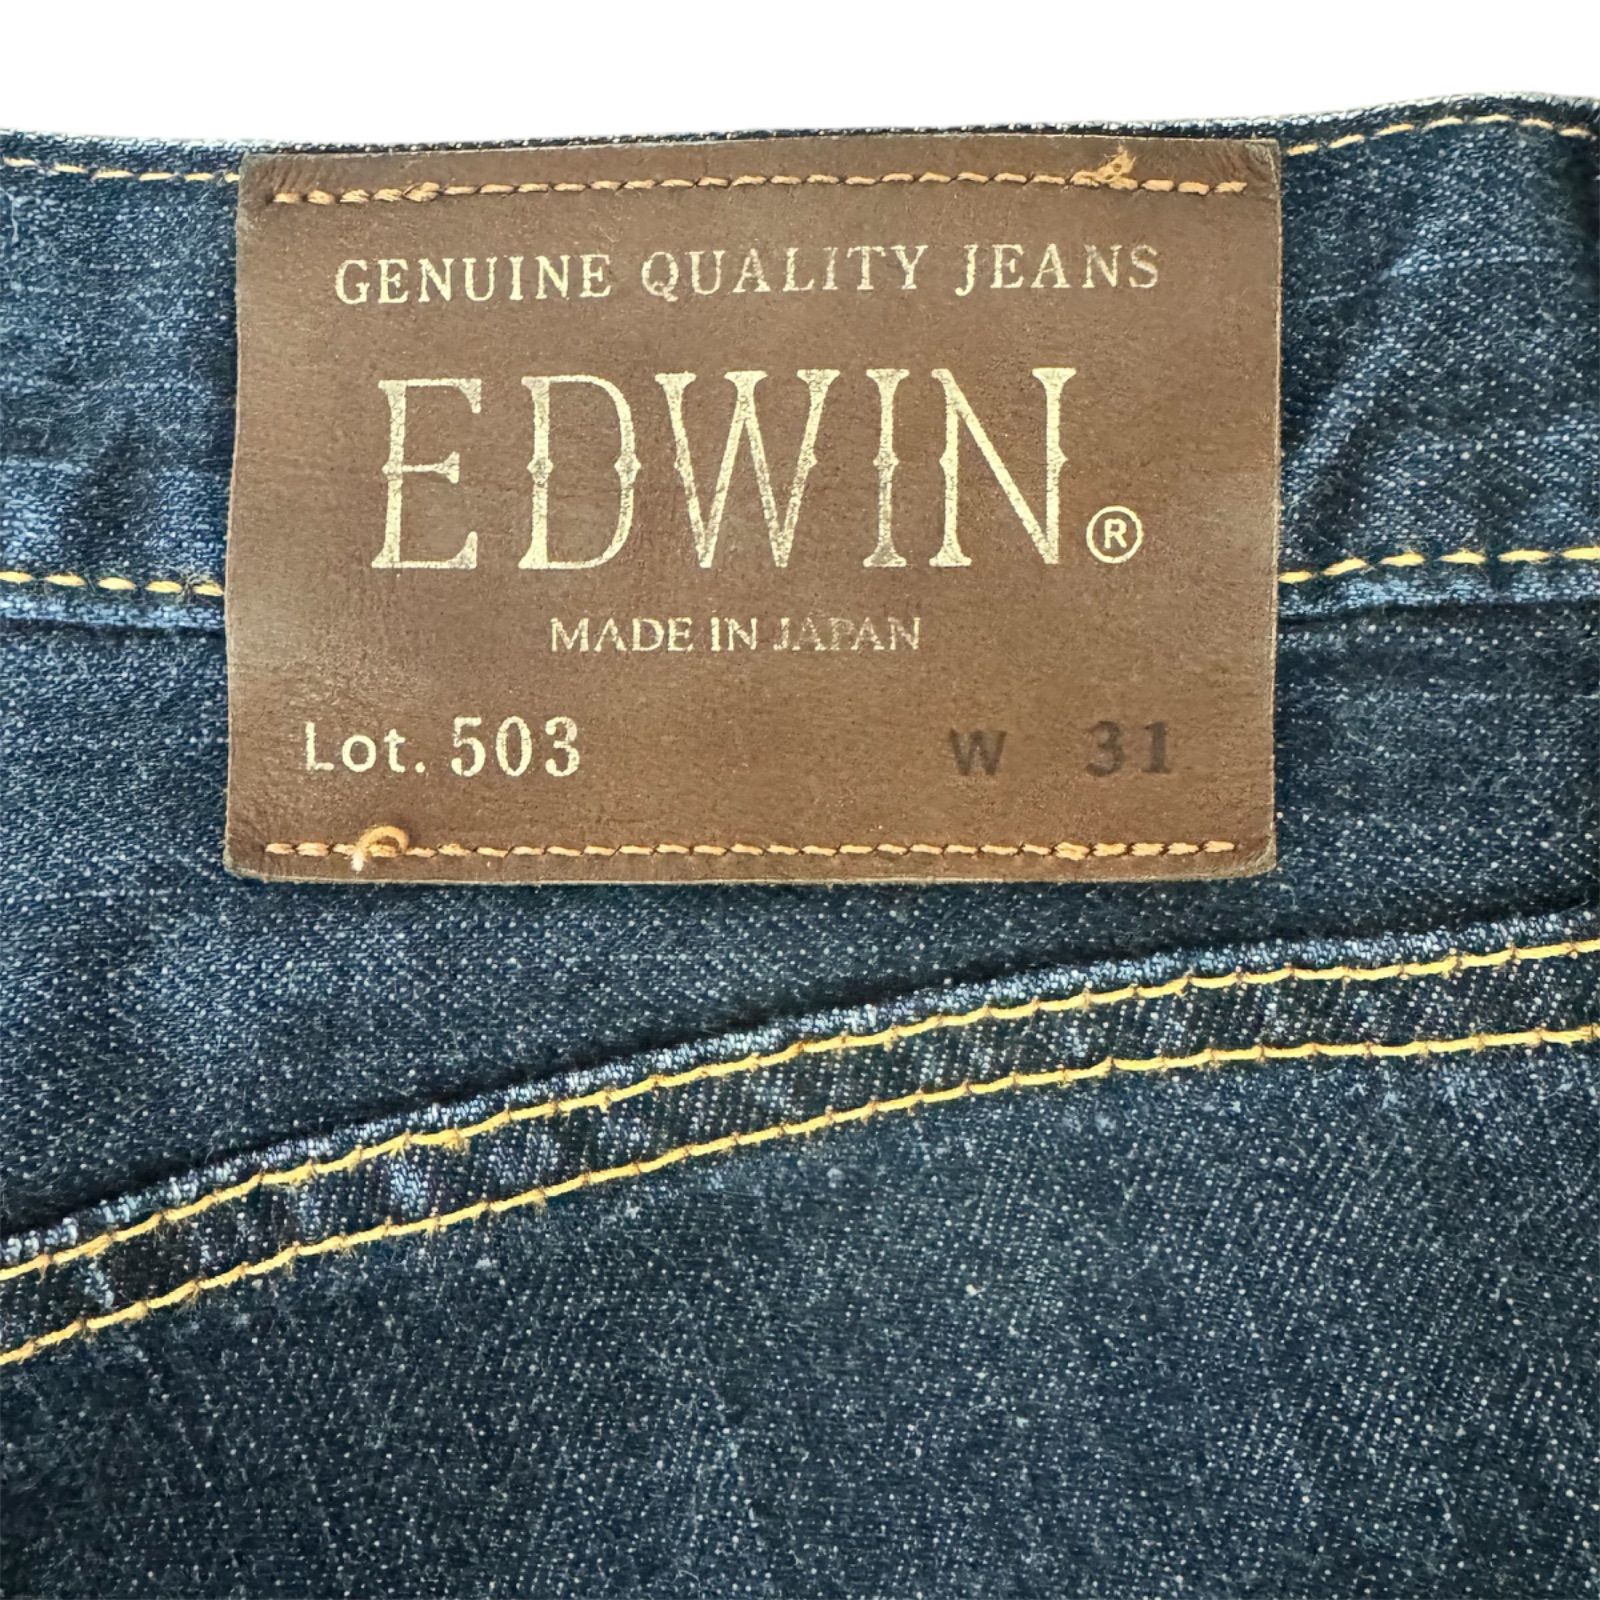 GENUINE QUALITY JEANS
EDWIN®
MADE IN JAPAN
Lot. 503 W 31